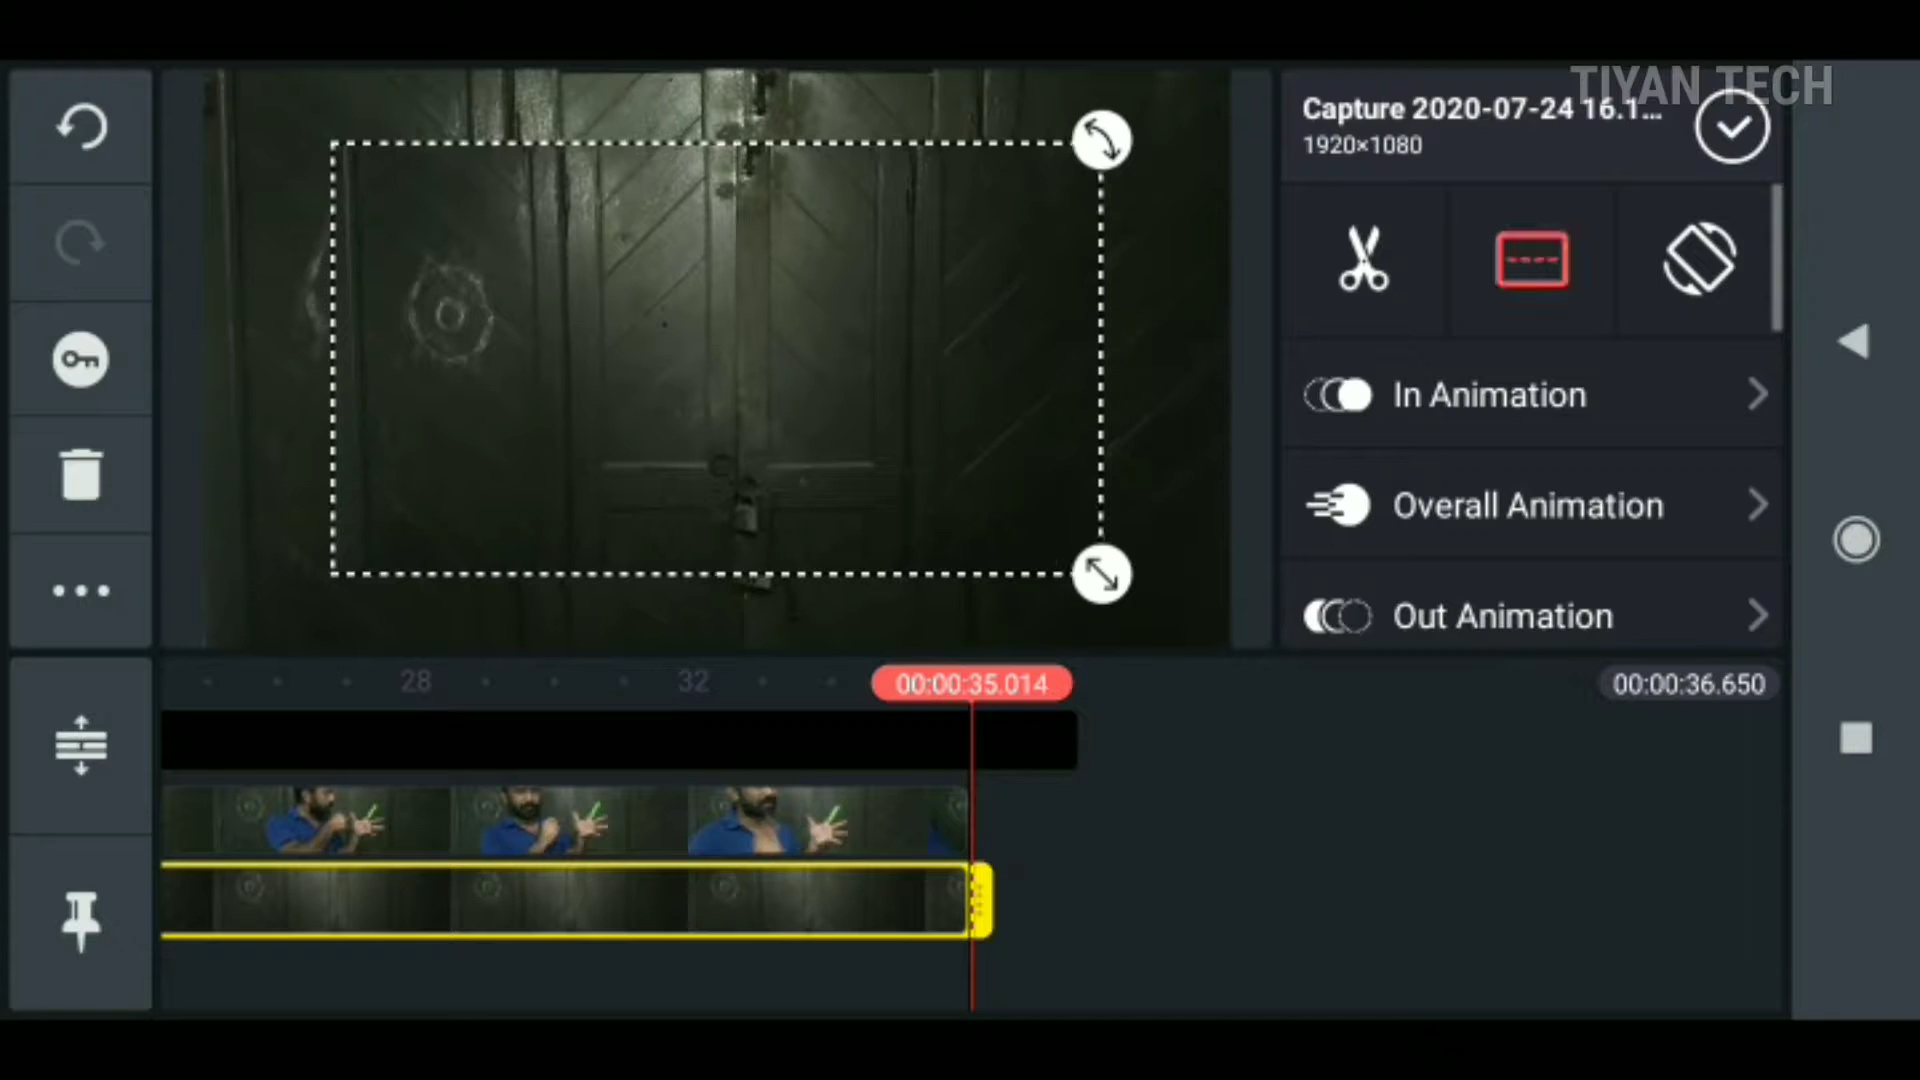 TIYAN TECH
Capture 2020-07-24 16.1...
1920×1080
In Animation
Overall Animation
Out Animation
28
32
00:00:35.014
00:00:36.650